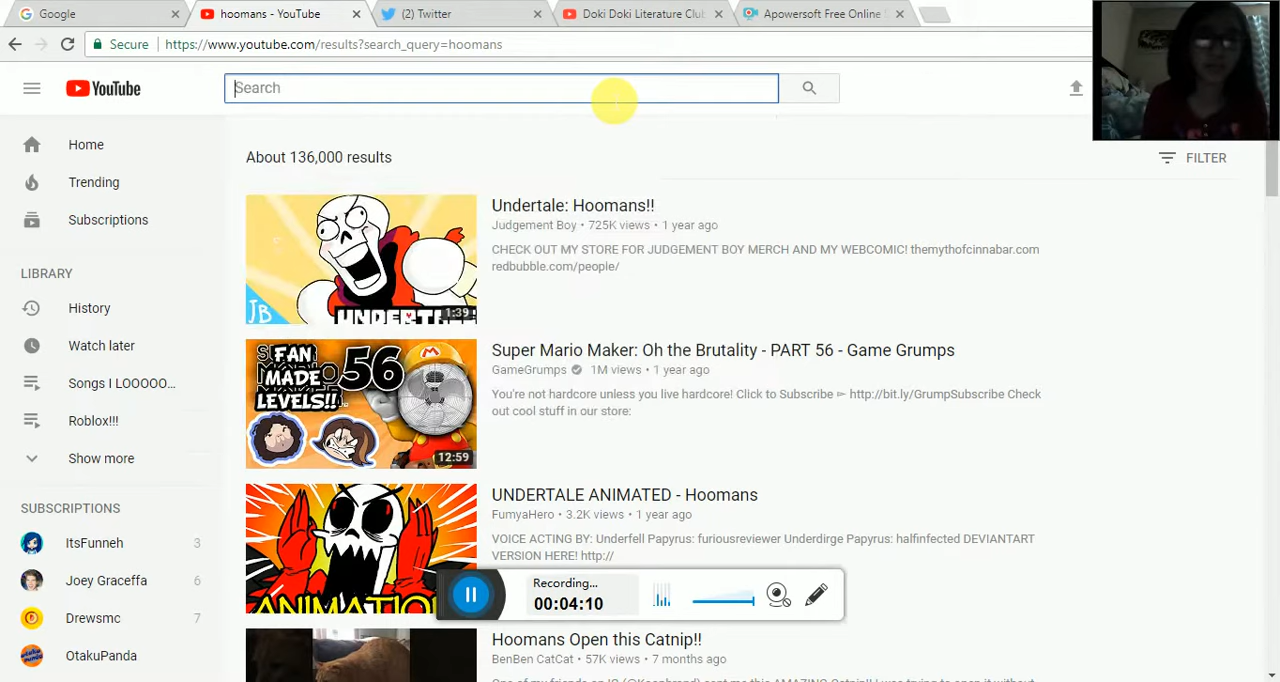 Google
hoomans - YouTube
(2) Twitter
Doki Doki Literature Club
Apowersoft Free Online
Secure
https://www.youtube.com/results?search_query=hoomans
YouTube
Search
Home
Trending
Subscriptions
LIBRARY
History
Watch later
Songs I LOOOOO...
Roblox!!!
Show more
SUBSCRIPTIONS
ItsFunneh 3
Joey Graceffa 6
Drewsmc 7
OtakuPanda
About 136,000 results
FILTER
JB
UNDERT
1:39
Undertale: Hoomans!!
Judgement Boy • 725K views • 1 year ago
CHECK OUT MY STORE FOR JUDGEMENT BOY MERCH AND MY WEBCOMIC! themythofcinnabar.com
redbubble.com/people/
FAN
MADE
LEVELS!!
56
12:59
Super Mario Maker: Oh the Brutality - PART 56 - Game Grumps
GameGrumps 1M views • 1 year ago
You're not hardcore unless you live hardcore! Click to Subscribe ► http://bit.ly/GrumpSubscribe Check
out cool stuff in our store:
ANIMATION
UNDERTALE ANIMATED - Hoomans
FumyaHero • 3.2K views • 1 year ago
VOICE ACTING BY: Underfell Papyrus: furiousreviewer Underdirge Papyrus: halfinfected DEVIANTART
VERSION HERE! http://
Recording...
00:04:10
Hoomans Open this Catnip!!
BenBen CatCat • 57K views • 7 months ago